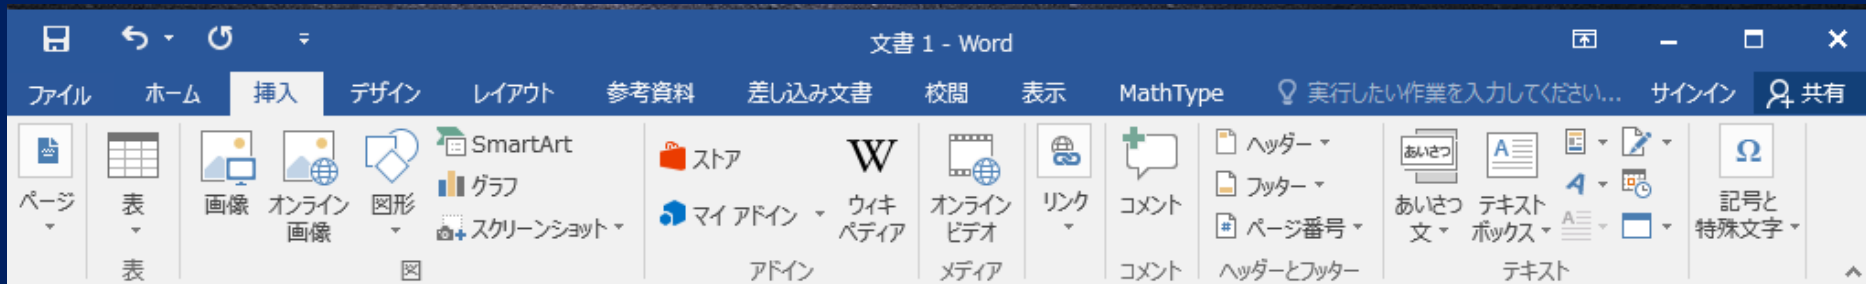 文書 1 - Word
ファイル ホーム 挿入 デザイン レイアウト 参考資料 差し込み文書 校閲 表示 MathType 実行したい作業を入力してください... サインイン 共有
ページ
表
画像
オンライン
画像
図形
SmartArt
グラフ
スクリーンショット
ストア
マイ アドイン
W
ウィキ
ペディア
オンライン
ビデオ
リンク
コメント
ヘッダー
フッター
# ページ番号
あいさつ
あいさつ
文
A
テキスト
ボックス
A
A
Ω
記号と
特殊文字
表 図 アドイン メディア コメント ヘッダーとフッター テキスト